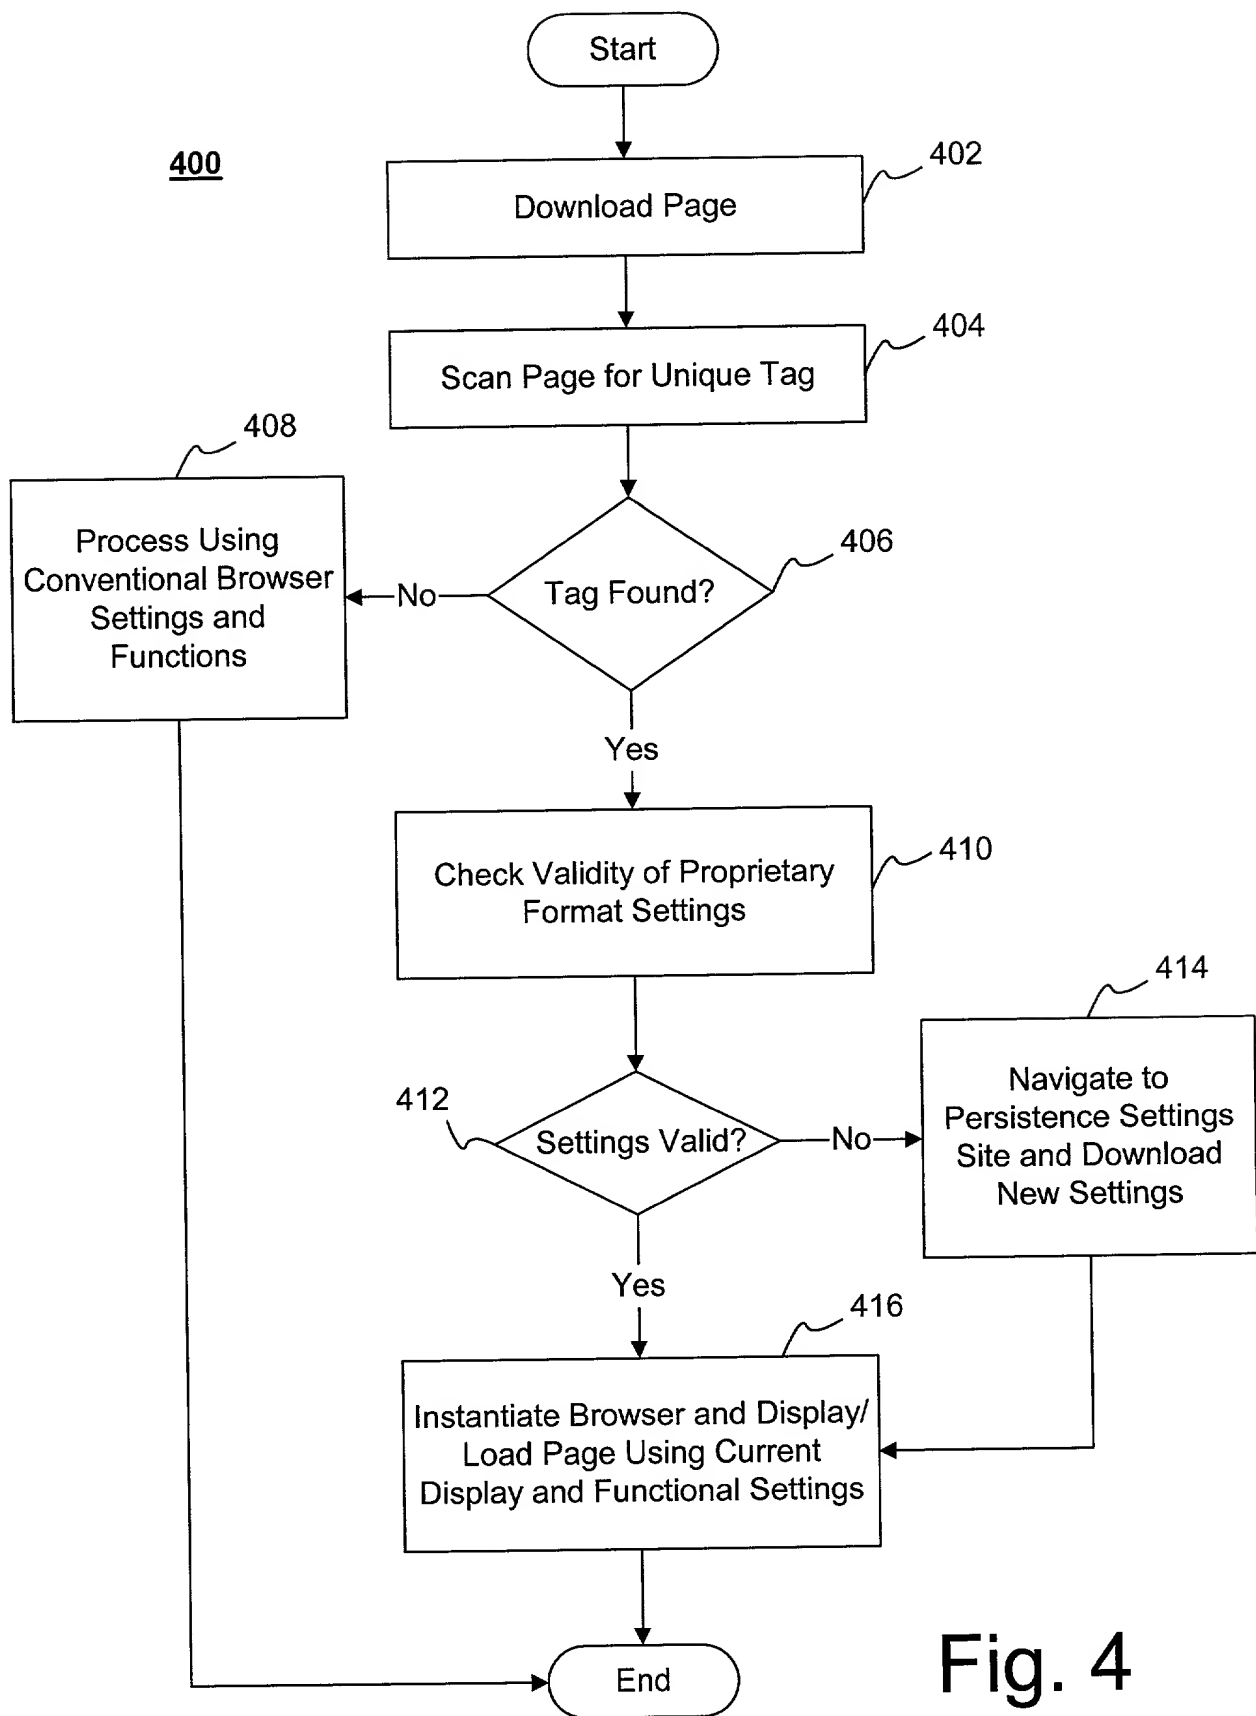 Start
400
402
Download Page
404
Scan Page for Unique Tag
408
Process Using
Conventional Browser
Settings and
Functions
406
No
Tag Found?
Yes
410
Check Validity of Proprietary
Format Settings
414
412
Settings Valid?
No
Navigate to
Persistence Settings
Site and Download
New Settings
Yes
416
Instantiate Browser and Display/
Load Page Using Current
Display and Functional Settings
End
Fig. 4